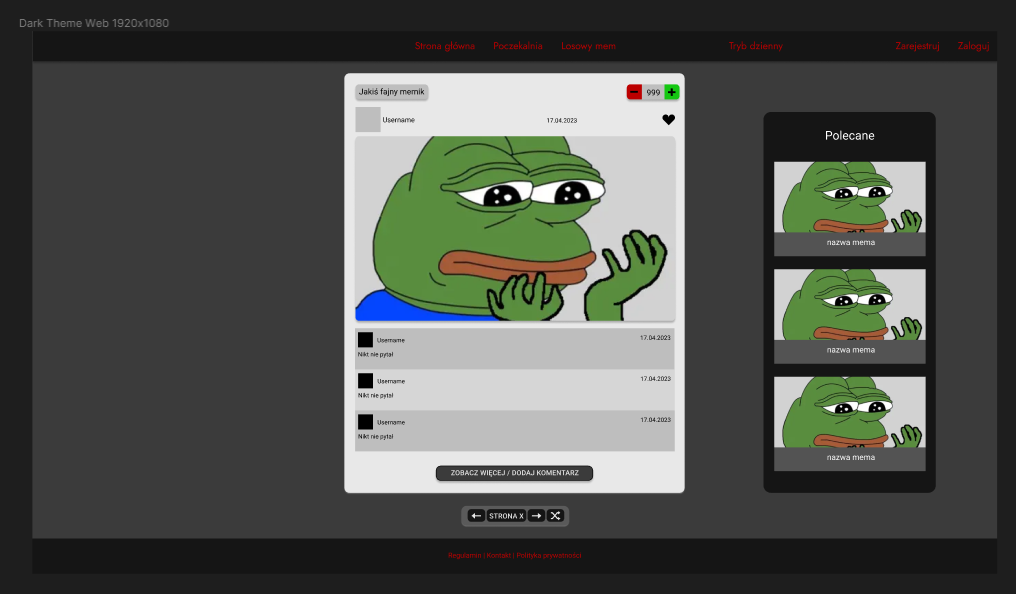 Dark Theme Web 1920x1080
Strona główna Poczekalnia Losowy mem Tryb dzienny Zarejestruj Zaloguj
Jakiś fajny memik
− 999 +
Username 17.04.2023
Username 17.04.2023
Nikt nie pytał
Username 17.04.2023
Nikt nie pytał
Username 17.04.2023
Nikt nie pytał
ZOBACZ WIĘCEJ / DODAJ KOMENTARZ
STRONA X
Polecane
nazwa mema
nazwa mema
nazwa mema
Regulamin | Kontakt | Polityka prywatności